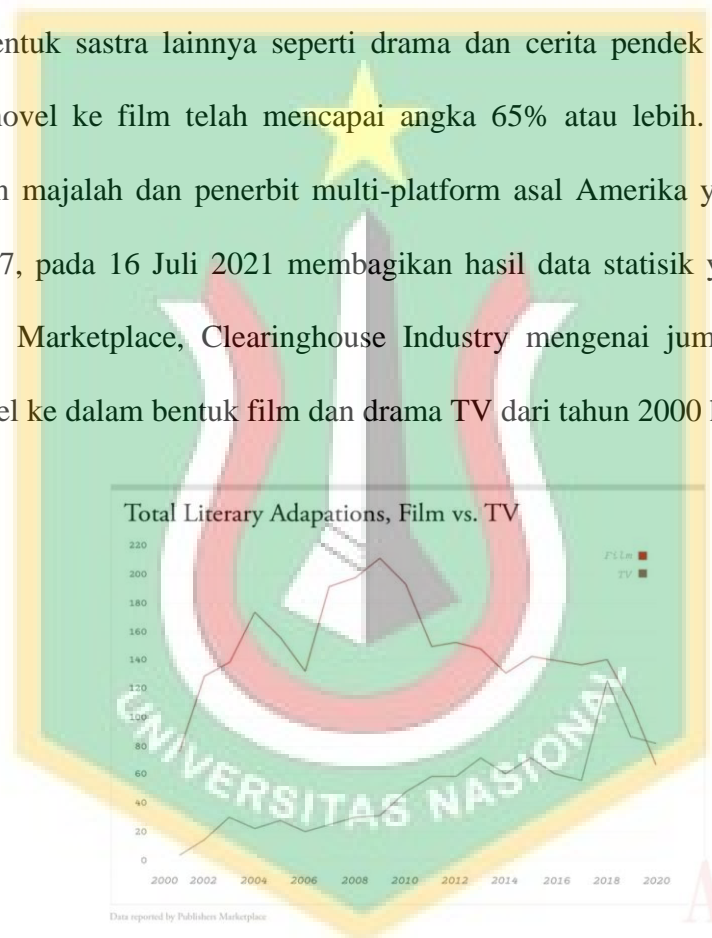 entuk sastra lainnya seperti drama dan cerita pendek
novel ke film telah mencapai angka 65% atau lebih.
majalah dan penerbit multi-platform asal Amerika
7, pada 16 Juli 2021 membagikan hasil data statisik
Marketplace, Clearinghouse Industry mengenai jum
el ke dalam bentuk film dan drama TV dari tahun 2000
Total Literary Adapations, Film vs. TV
220
Film
200
TV
180
160
140
120
100
80
60
40
20
0
2000 2002 2004 2006 2008 2010 2012 2014 2016 2018 2020
Data reported by Publishers Marketplace
UNIVERSITAS NASIONAL
A